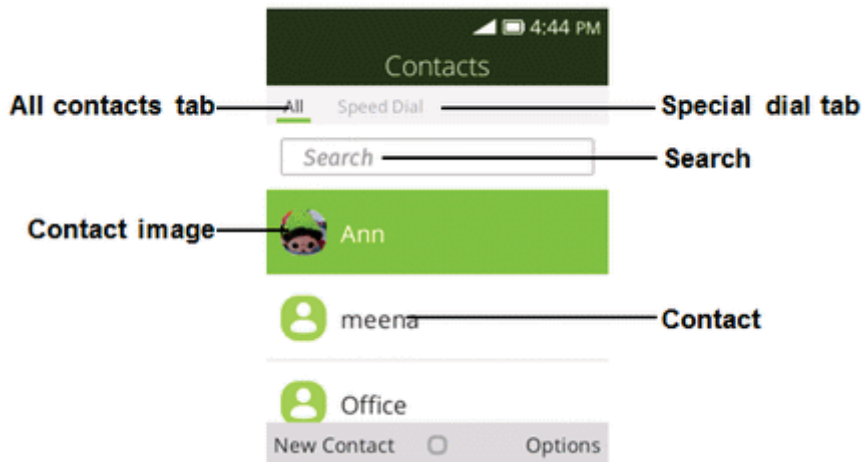 4:44 PM
Contacts
All contacts tab
All Speed Dial
Special dial tab
Search
Search
Contact image
Ann
meena
Contact
Office
New Contact Options